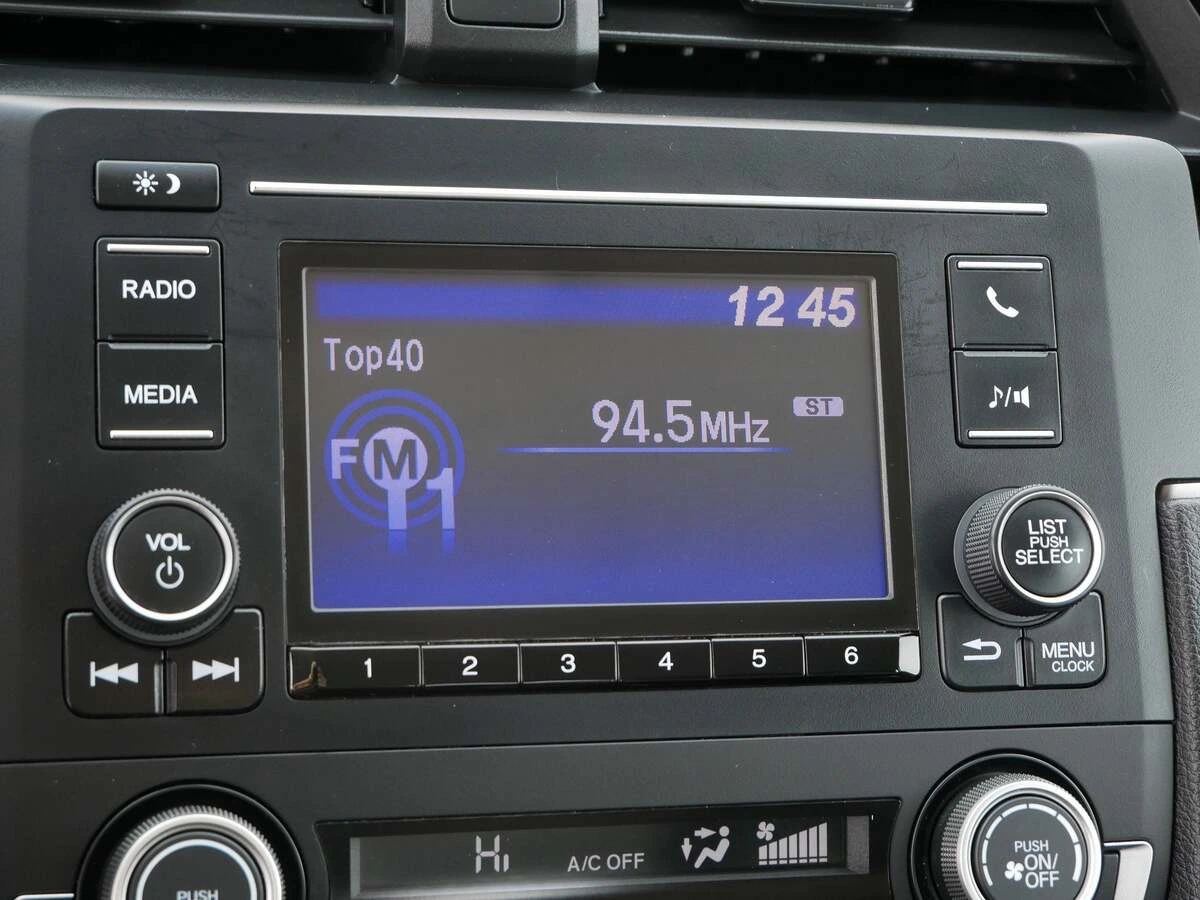 12 45
RADIO
Top40
MEDIA
94.5MHz
ST
FM
1
VOL
LIST
PUSH
SELECT
1 2 3 4 5 6
MENU
CLOCK
Hi
A/C OFF
PUSH
PUSH
ON/
OFF